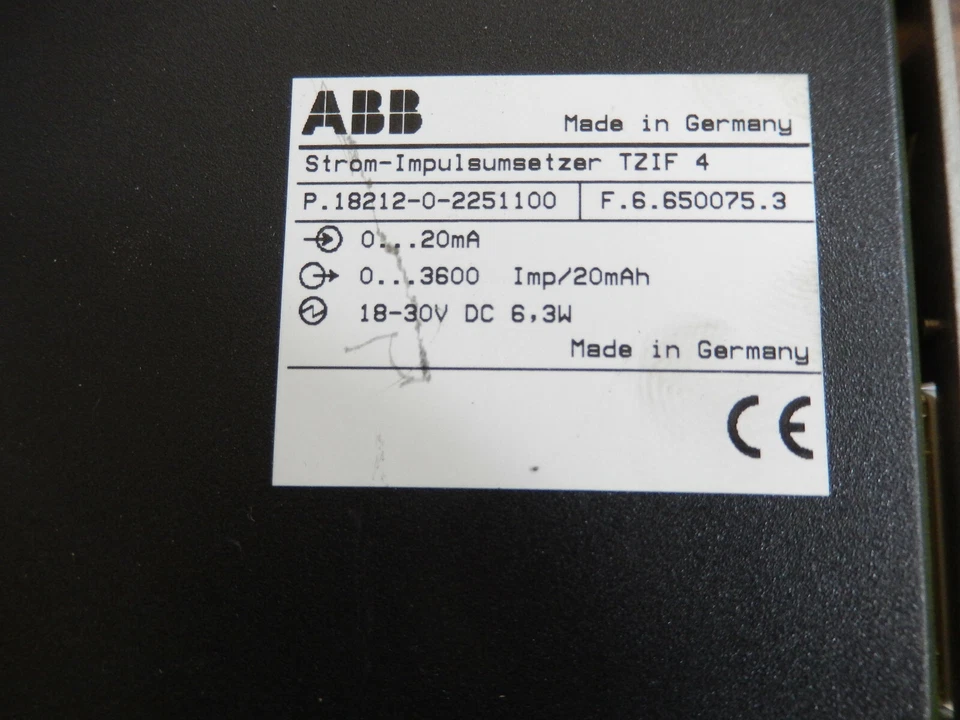 ABB
Made in Germany
Strom-Impulsumsetzer TZIF 4
P.18212-0-2251100 F.6.650075.3
0...20mA
0...3600 Imp/20mAh
18-30V DC 6,3W
Made in Germany
CE